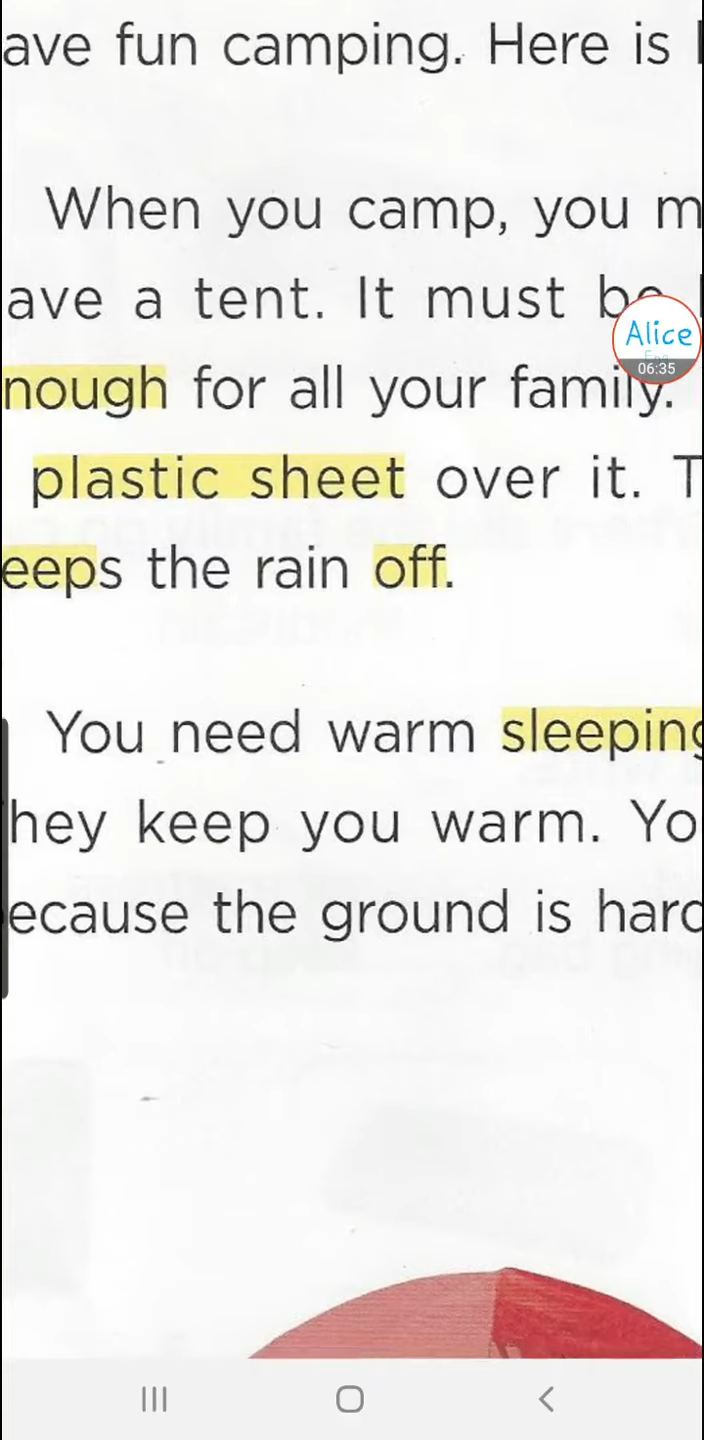 ave fun camping. Here is
When you camp, you m
ave a tent. It must be
Alice
06:35
nough for all your family.
plastic sheet over it. T
eeps the rain off.
You need warm sleeping
hey keep you warm. Yo
ecause the ground is hard